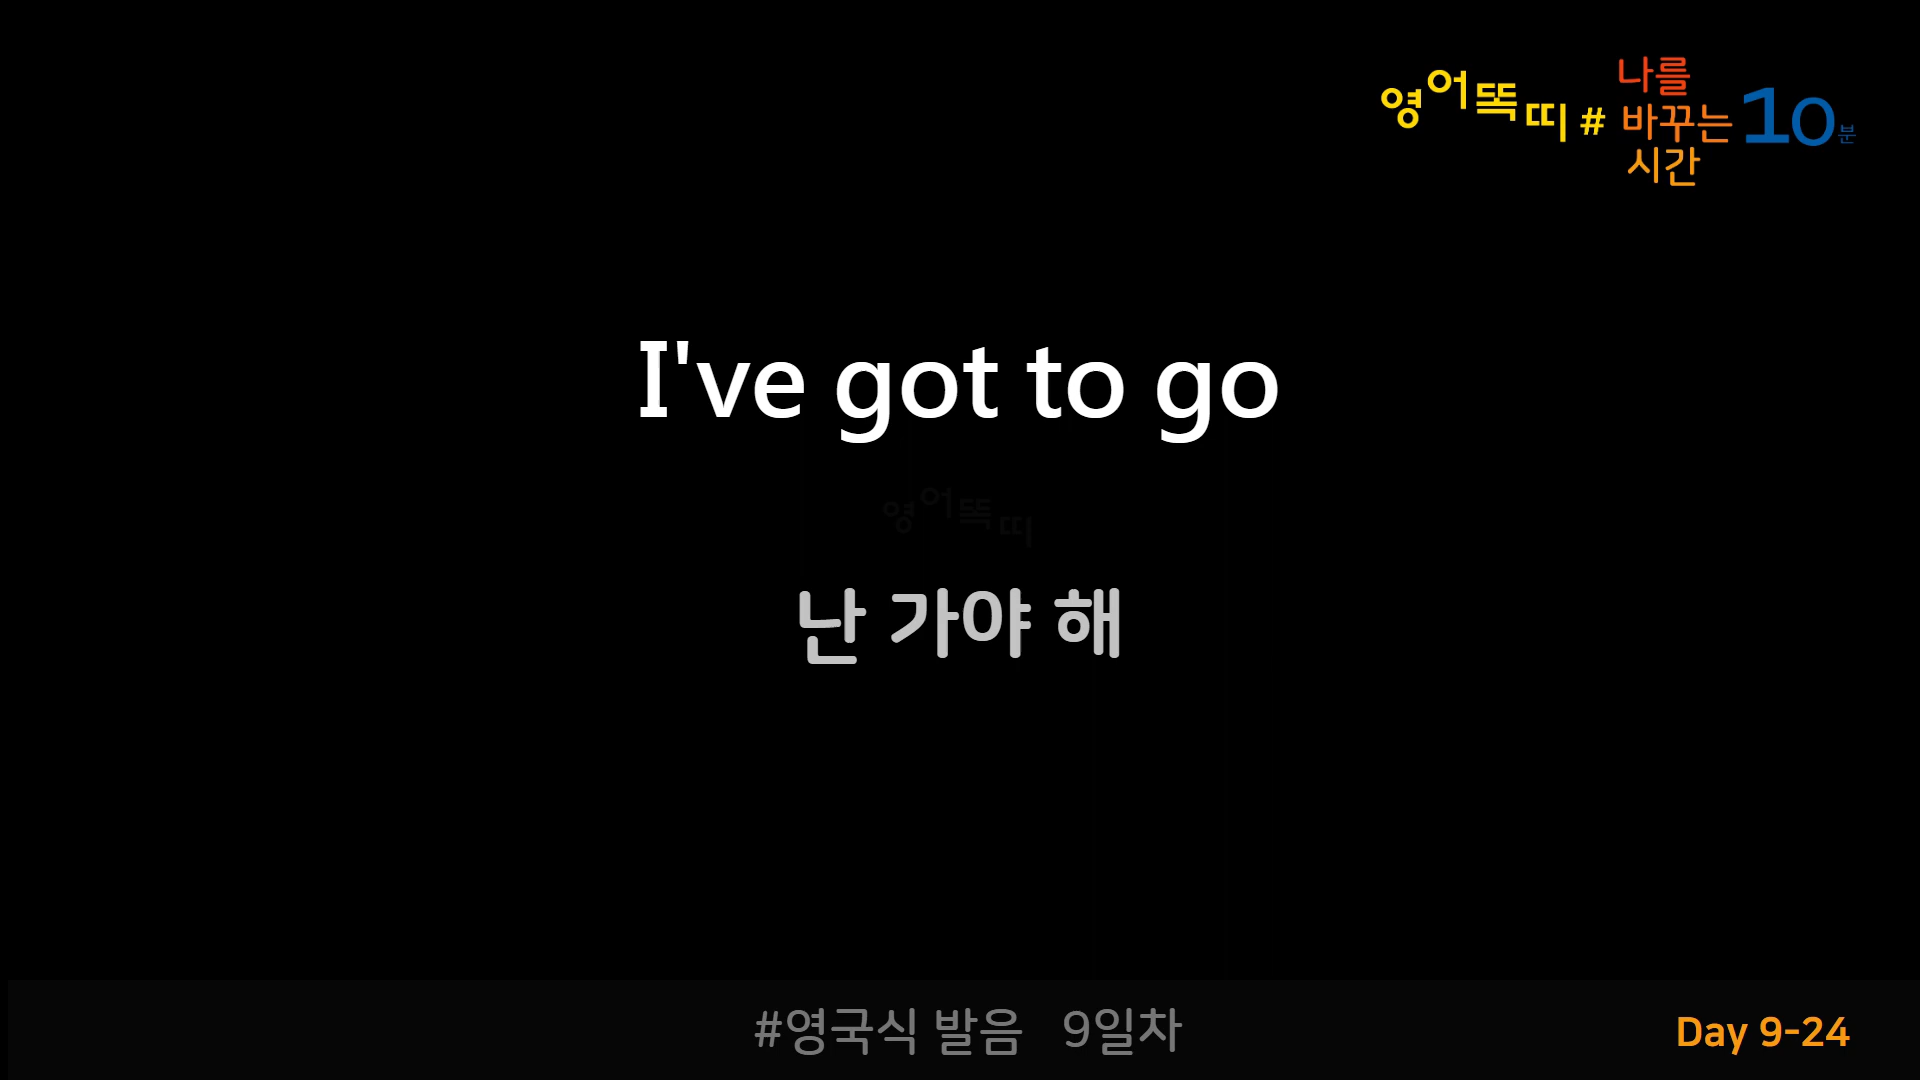 영어똑띠 # 나를
바꾸는 10분
시간
I've got to go
영어똑띠
난 가야 해
#영국식 발음 9일차
Day 9-24